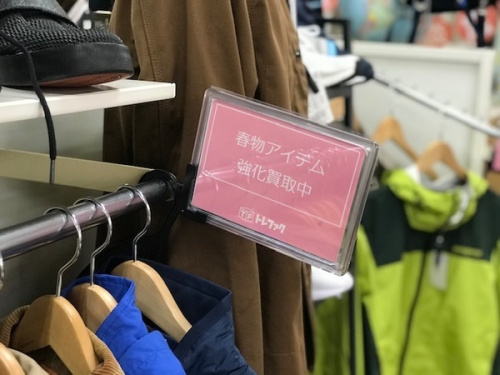 春物アイテム
強化買取中
トレファク